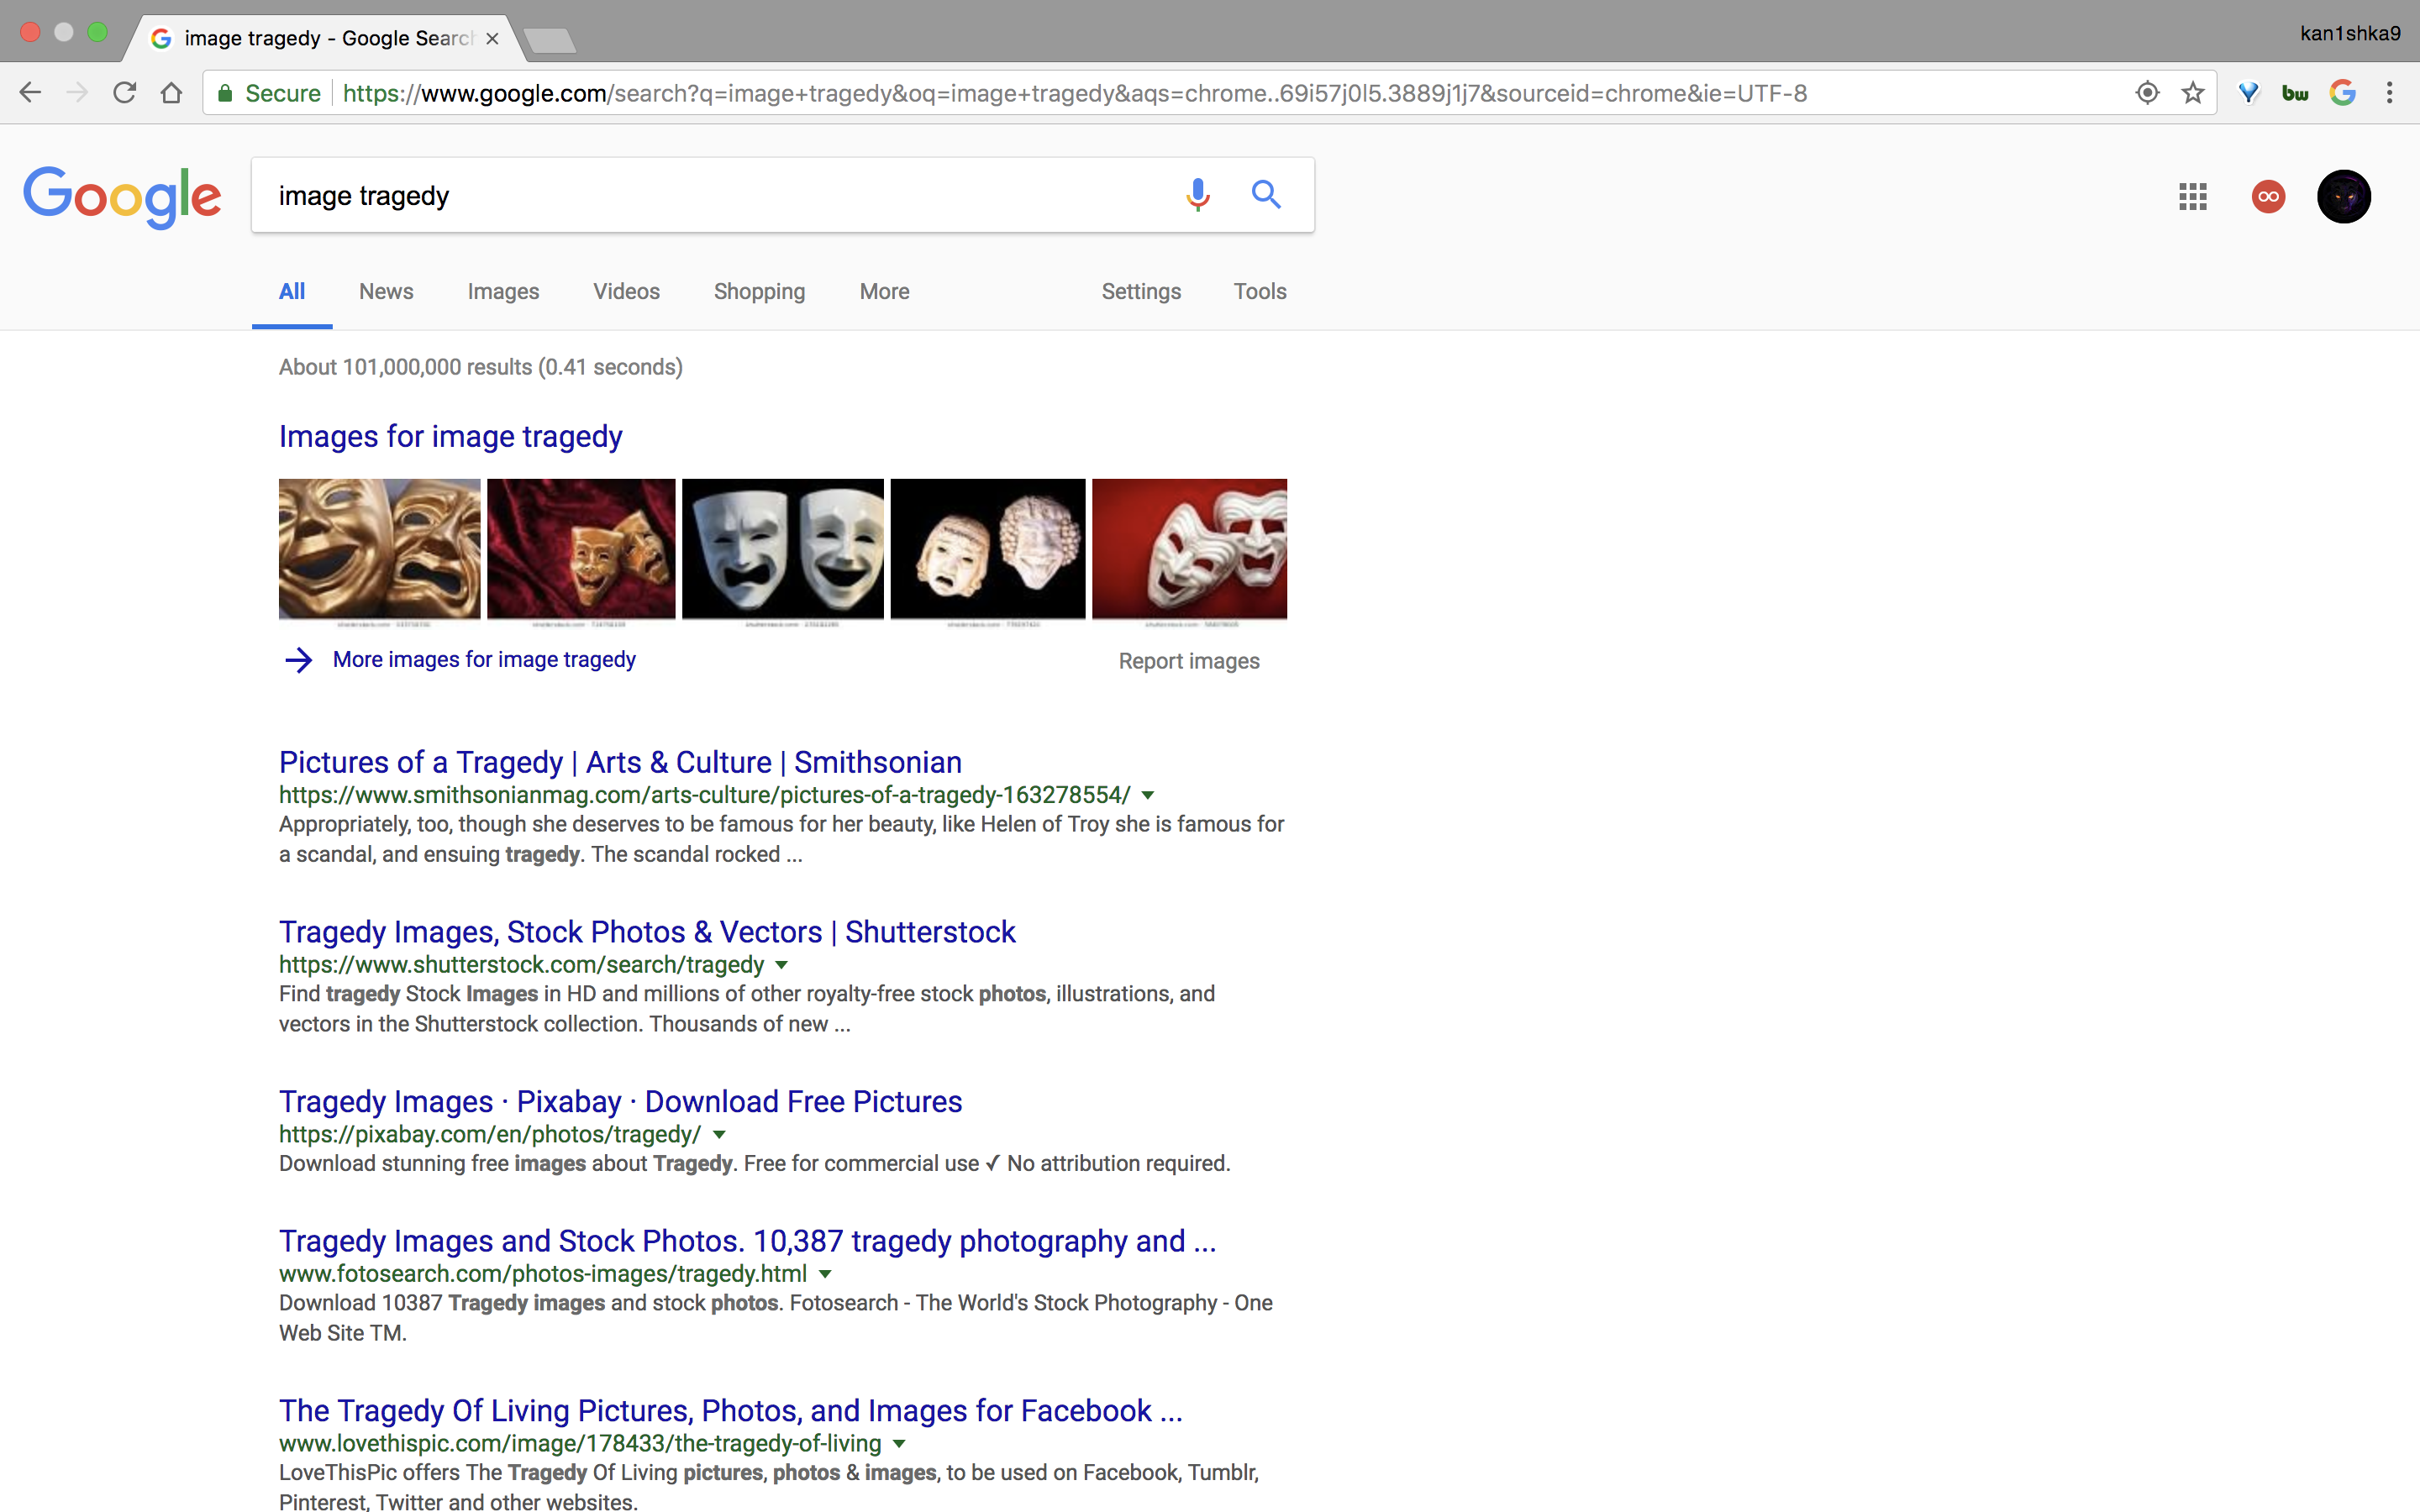 image tragedy - Google Search
kan1shka9
Secure
https://www.google.com/search?q=image+tragedy&oq=image+tragedy&aqs=chrome..69i57j0l5.3889j1j7&sourceid=chrome&ie=UTF-8
bw
Google
image tragedy
All News Images Videos Shopping More Settings Tools
About 101,000,000 results (0.41 seconds)
Images for image tragedy
More images for image tragedy
Report images
Pictures of a Tragedy | Arts & Culture | Smithsonian
https://www.smithsonianmag.com/arts-culture/pictures-of-a-tragedy-163278554/
Appropriately, too, though she deserves to be famous for her beauty, like Helen of Troy she is famous for
a scandal, and ensuing tragedy. The scandal rocked ...
Tragedy Images, Stock Photos & Vectors | Shutterstock
https://www.shutterstock.com/search/tragedy
Find tragedy Stock Images in HD and millions of other royalty-free stock photos, illustrations, and
vectors in the Shutterstock collection. Thousands of new ...
Tragedy Images · Pixabay · Download Free Pictures
https://pixabay.com/en/photos/tragedy/
Download stunning free images about Tragedy. Free for commercial use ✓ No attribution required.
Tragedy Images and Stock Photos. 10,387 tragedy photography and ...
www.fotosearch.com/photos-images/tragedy.html
Download 10387 Tragedy images and stock photos. Fotosearch - The World's Stock Photography - One
Web Site TM.
The Tragedy Of Living Pictures, Photos, and Images for Facebook ...
www.lovethispic.com/image/178433/the-tragedy-of-living
LoveThisPic offers The Tragedy Of Living pictures, photos & images, to be used on Facebook, Tumblr,
Pinterest, Twitter and other websites.